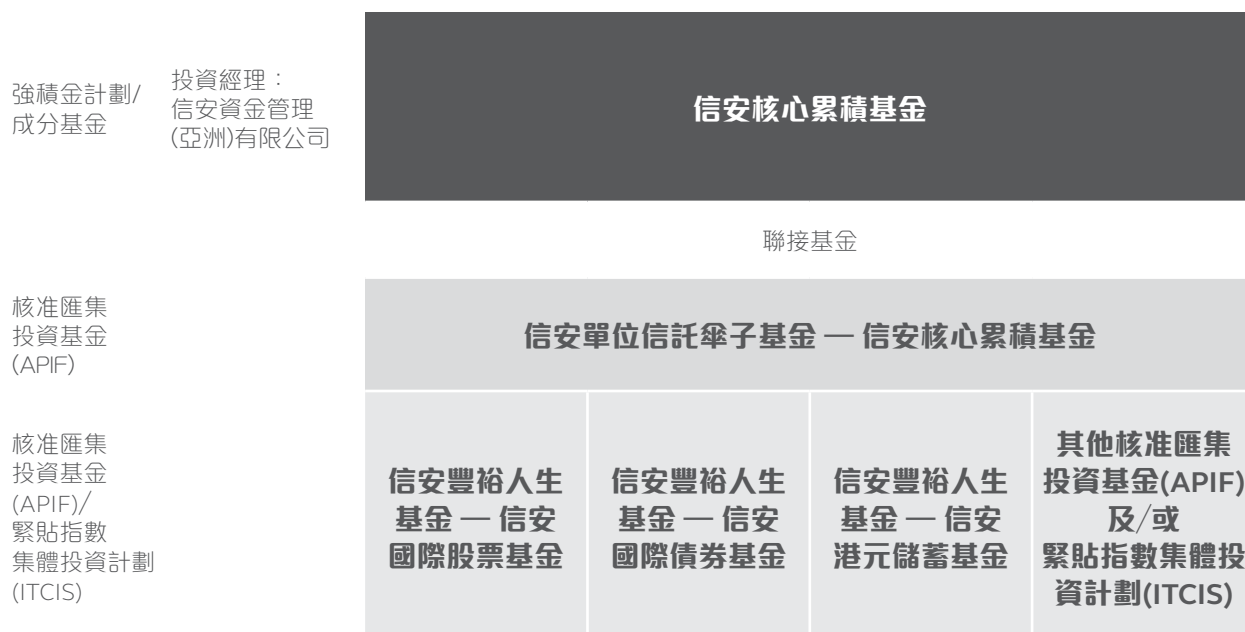 強積金計劃/
成分基金
投資經理：
信安資金管理
(亞洲)有限公司
信安核心累積基金
聯接基金
核准匯集
投資基金
(APIF)
信安單位信託傘子基金 — 信安核心累積基金
核准匯集
投資基金
(APIF)/
緊貼指數
集體投資計劃
(ITCIS)
信安豐裕人生
基金 — 信安
國際股票基金
信安豐裕人生
基金 — 信安
國際債券基金
信安豐裕人生
基金 — 信安
港元儲蓄基金
其他核准匯集
投資基金(APIF)
及/或
緊貼指數集體投
資計劃(ITCIS)